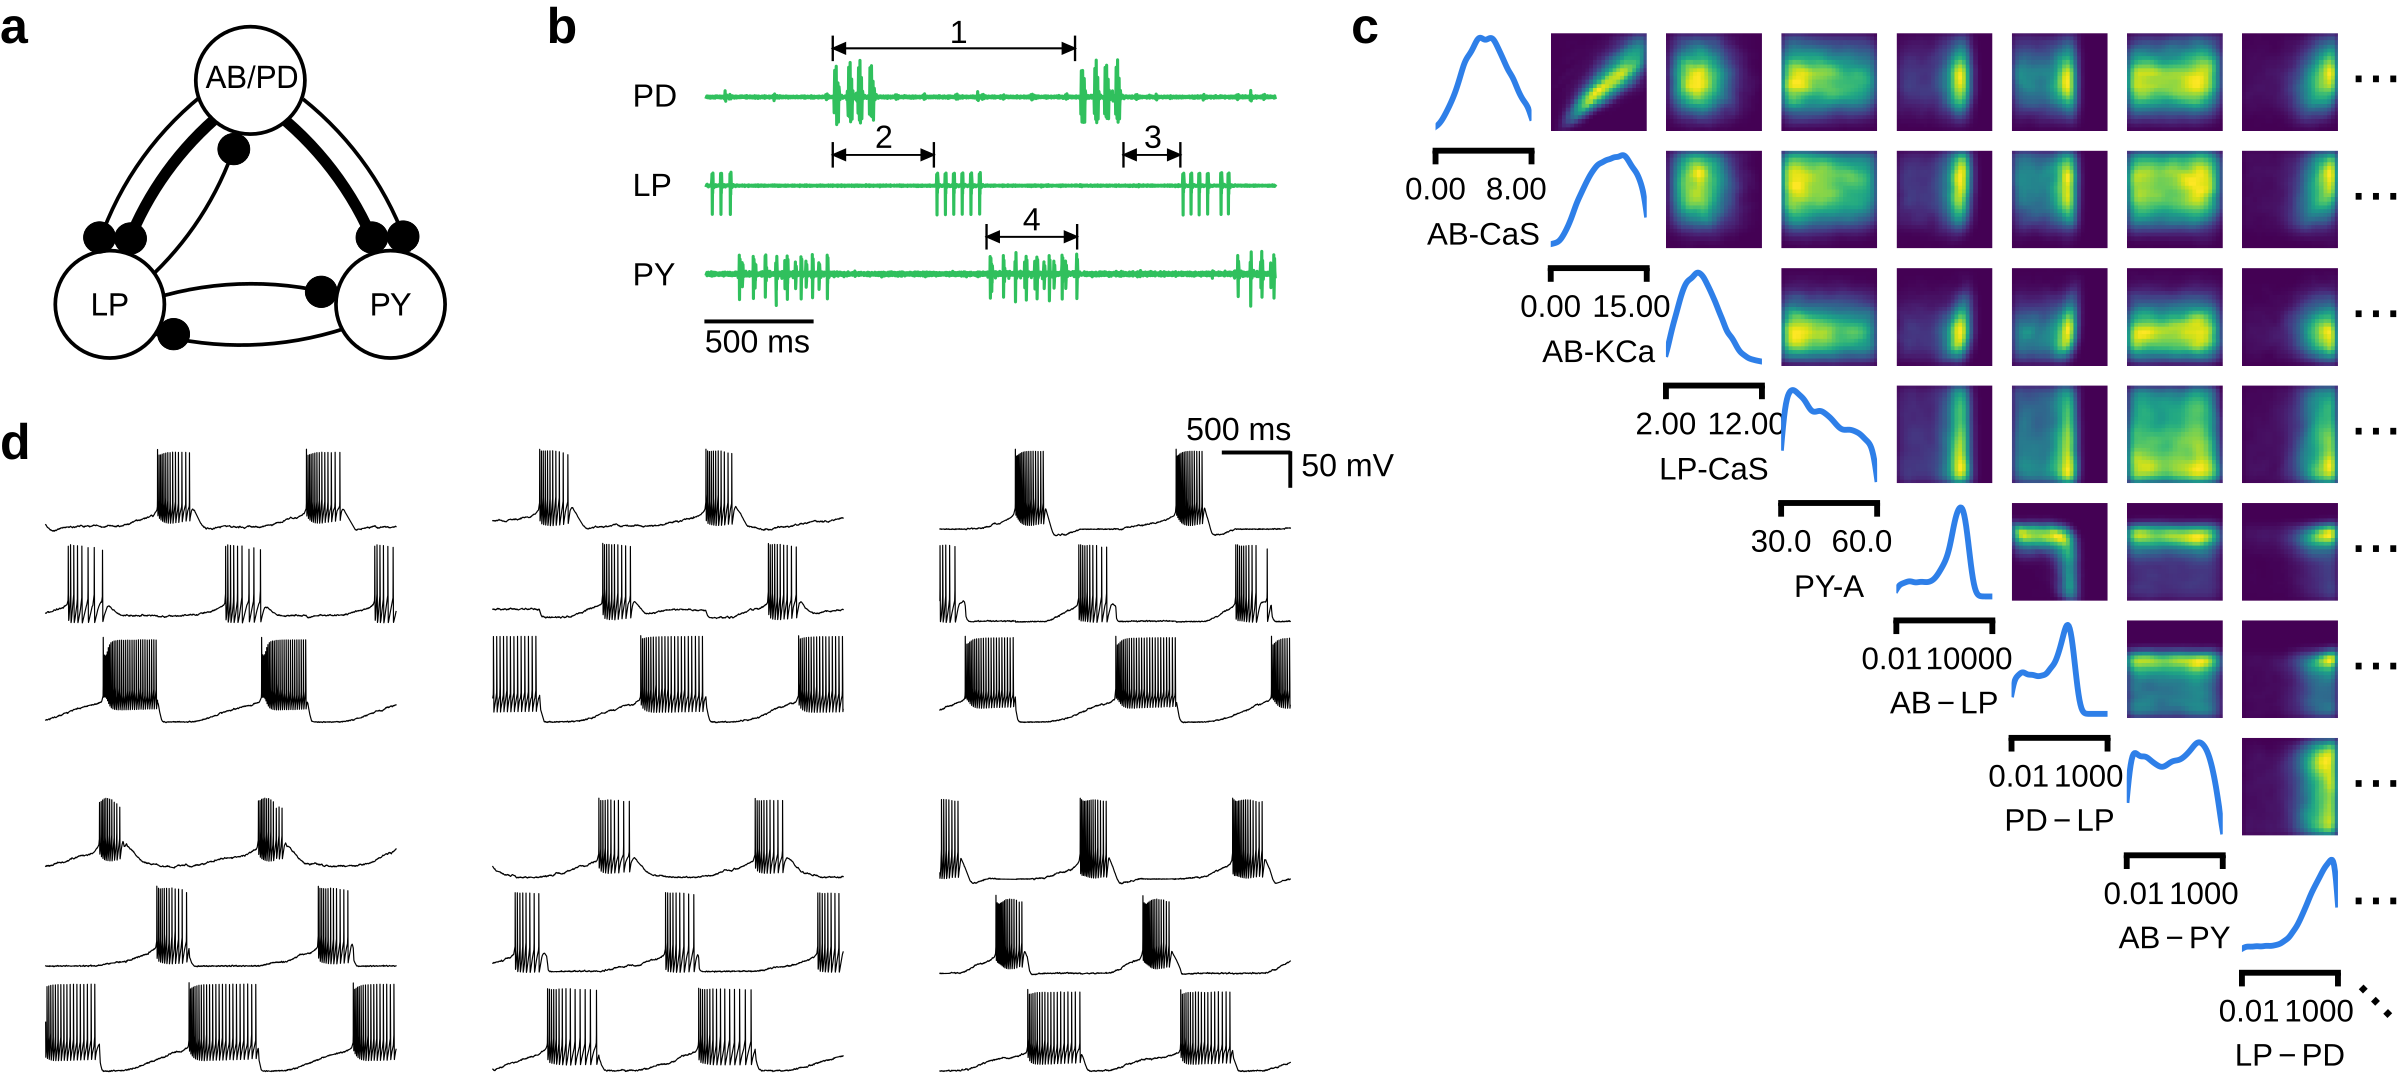 a
AB/PD
LP
PY
b
1
PD
2
3
LP
4
PY
500 ms
c
0.00 8.00
AB-CaS
0.00 15.00
AB-KCa
2.00 12.00
LP-CaS
30.0 60.0
PY-A
0.01 10000
AB – LP
0.01 1000
PD – LP
0.01 1000
AB – PY
0.01 1000
LP – PD
d
500 ms
50 mV